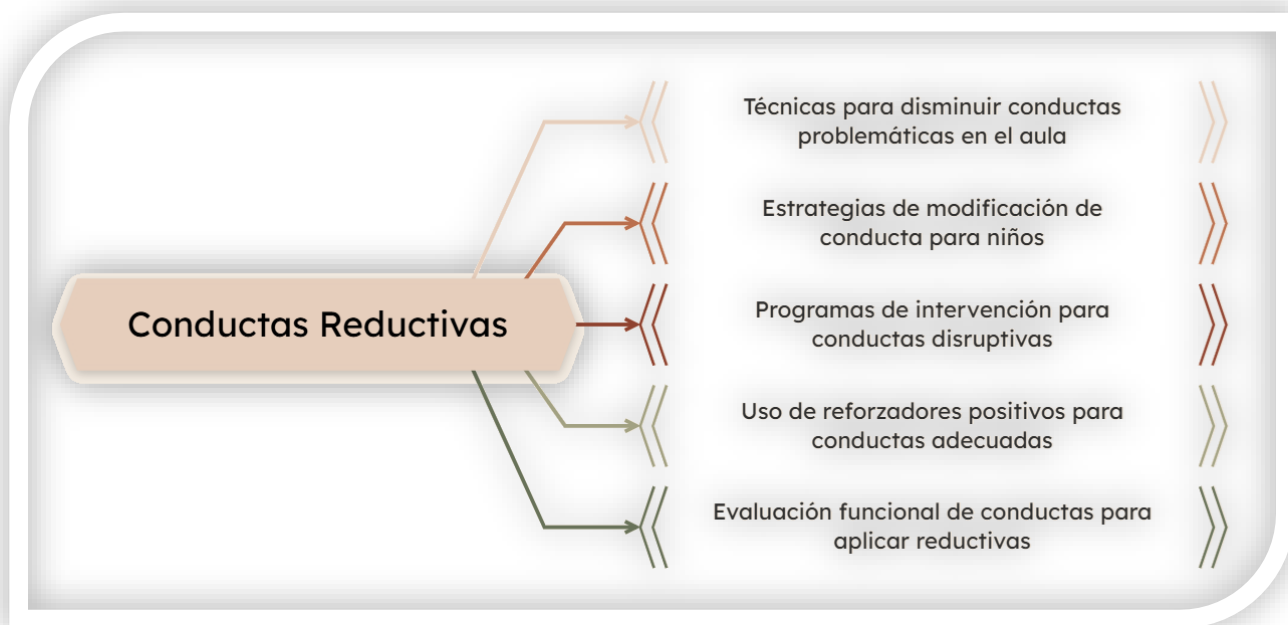 Conductas Reductivas
Técnicas para disminuir conductas
problemáticas en el aula
Estrategias de modificación de
conducta para niños
Programas de intervención para
conductas disruptivas
Uso de reforzadores positivos para
conductas adecuadas
Evaluación funcional de conductas para
aplicar reductivas